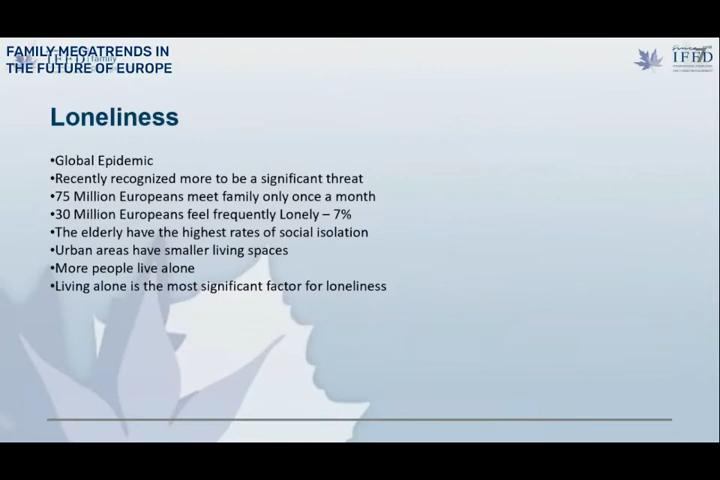 FAMILY MEGATRENDS IN
THE FUTURE OF EUROPE
IFFD
Loneliness
•Global Epidemic
•Recently recognized more to be a significant threat
•75 Million Europeans meet family only once a month
•30 Million Europeans feel frequently Lonely – 7%
•The elderly have the highest rates of social isolation
•Urban areas have smaller living spaces
•More people live alone
•Living alone is the most significant factor for loneliness